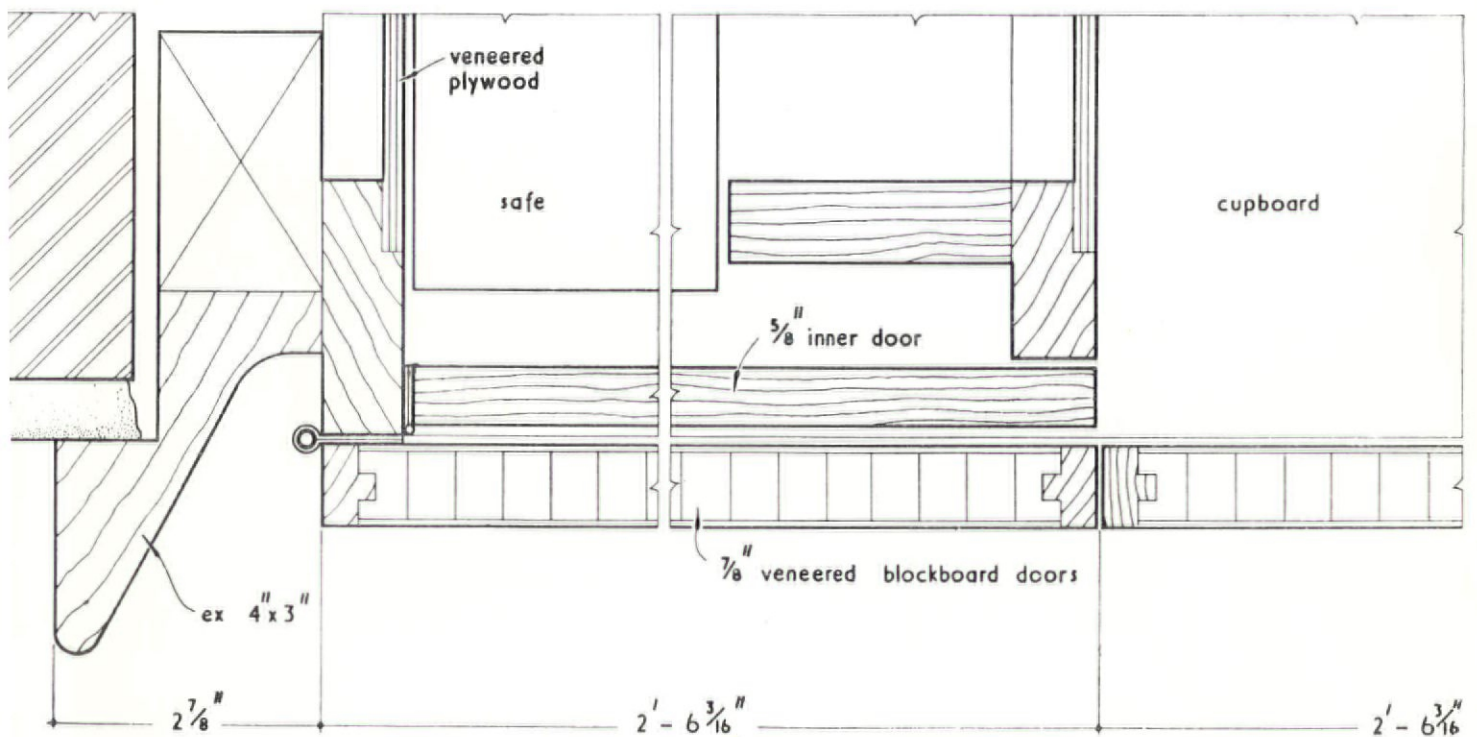 veneered
plywood
safe
cupboard
5/8" inner door
7/8" veneered blockboard doors
ex 4" x 3"
2 7/8"
2' - 6 3/16"
2' - 6 3/16"